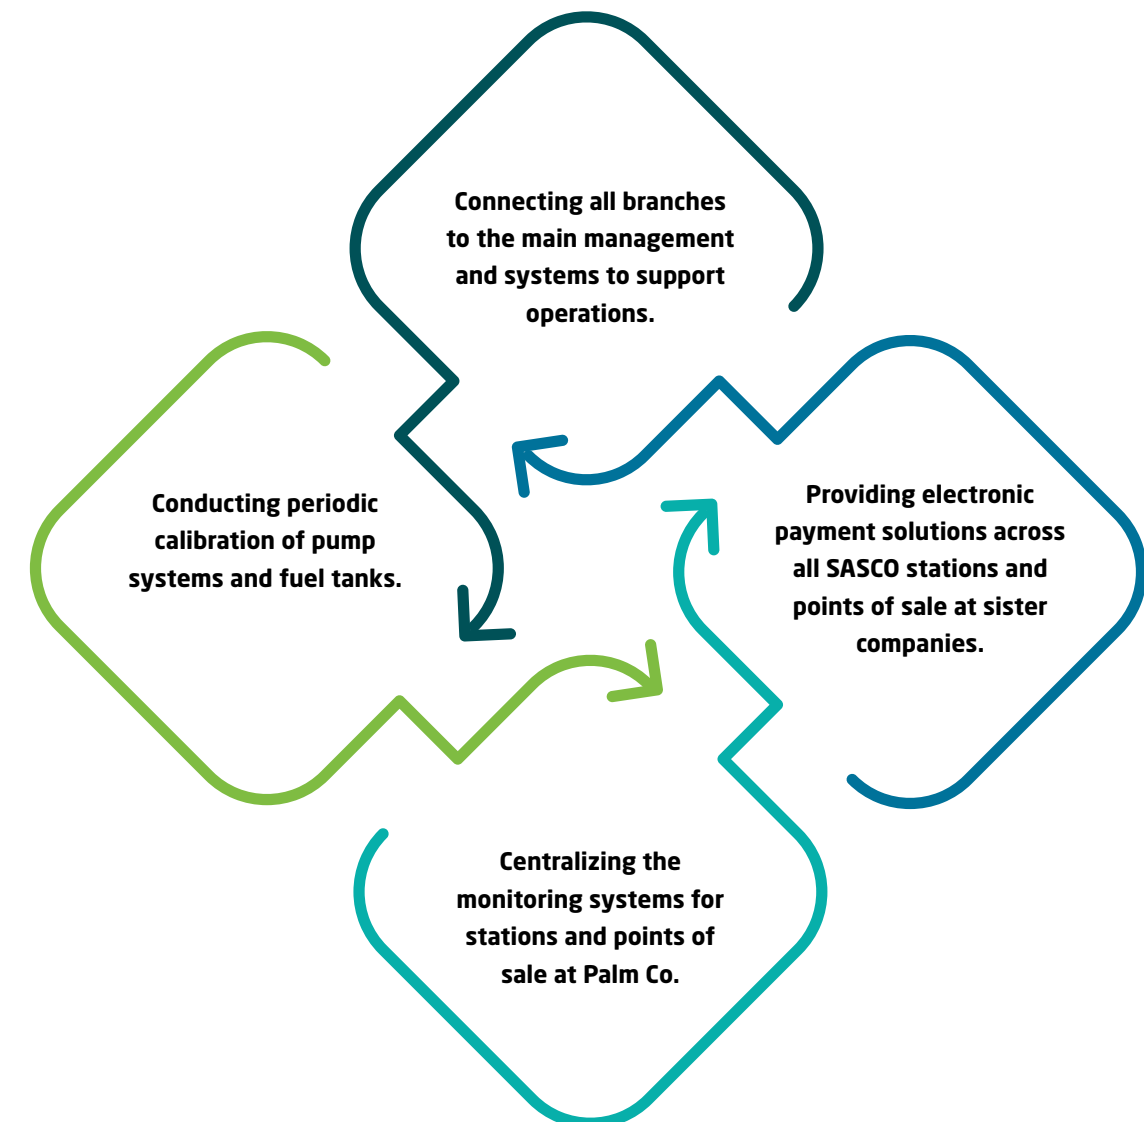 Connecting all branches
to the main management
and systems to support
operations.
Conducting periodic
calibration of pump
systems and fuel tanks.
Providing electronic
payment solutions across
all SASCO stations and
points of sale at sister
companies.
Centralizing the
monitoring systems for
stations and points of
sale at Palm Co.